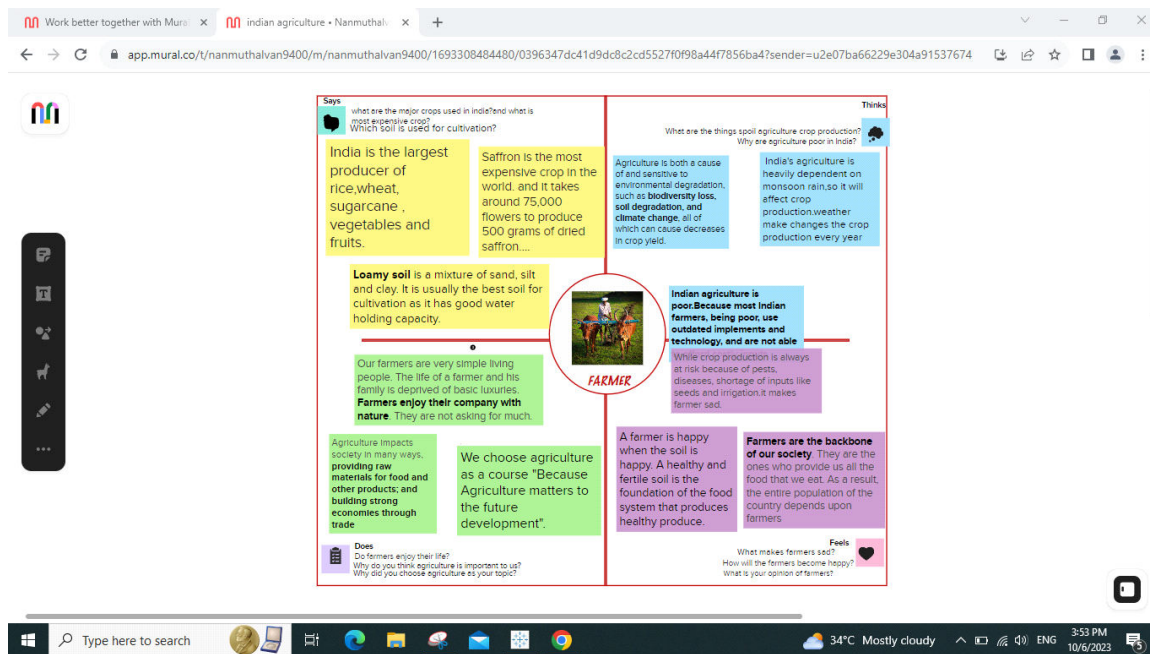 Work better together with Mural
indian agriculture • Nanmuthalv
app.mural.co/t/nanmuthalvan9400/m/nanmuthalvan9400/1693308484480/0396347dc41d9dc8c2cd5527f0f98a44f7856ba4?sender=u2e07ba66229e304a91537674
Says
what are the major crops used in india?and what is
most expensive crop?
Which soil is used for cultivation?
India is the largest
producer of
rice,wheat,
sugarcane ,
vegetables and
fruits.
Saffron is the most
expensive crop in the
world. and it takes
around 75,000
flowers to produce
500 grams of dried
saffron....
Loamy soil is a mixture of sand, silt
and clay. It is usually the best soil for
cultivation as it has good water
holding capacity.
Thinks
What are the things spoil agriculture crop production?
Why are agriculture poor in India?
Agriculture is both a cause
of and sensitive to
environmental degradation,
such as biodiversity loss,
soil degradation, and
climate change, all of
which can cause decreases
in crop yield.
India's agriculture is
heavily dependent on
monsoon rain,so it will
affect crop
production.weather
make changes the crop
production every year
Indian agriculture is
poor.Because most Indian
farmers, being poor, use
outdated implements and
technology, and are not able
FARMER
Our farmers are very simple living
people. The life of a farmer and his
family is deprived of basic luxuries.
Farmers enjoy their company with
nature. They are not asking for much.
Agriculture impacts
society in many ways,
providing raw
materials for food and
other products; and
building strong
economies through
trade
We choose agriculture
as a course "Because
Agriculture matters to
the future
development".
Does
Do farmers enjoy their life?
Why do you think agriculture is important to us?
Why did you choose agriculture as your topic?
While crop production is always
at risk because of pests,
diseases, shortage of inputs like
seeds and irrigation.it makes
farmer sad.
A farmer is happy
when the soil is
happy. A healthy and
fertile soil is the
foundation of the food
system that produces
healthy produce.
Farmers are the backbone
of our society. They are the
ones who provide us all the
food that we eat. As a result,
the entire population of the
country depends upon
farmers
Feels
What makes farmers sad?
How will the farmers become happy?
What is your opinion of farmers?
Type here to search
34°C Mostly cloudy
ENG
3:53 PM
10/6/2023
5